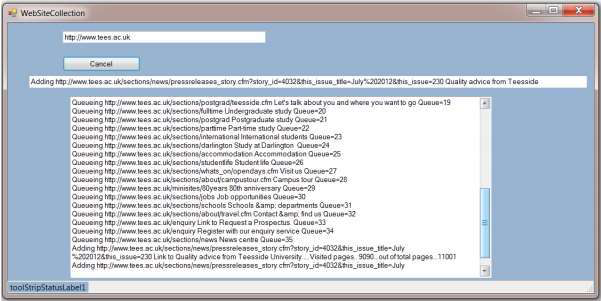 WebSiteCollection
http://www.tees.ac.uk
Cancel
Adding http://www.tees.ac.uk/sections/news/pressreleases_story.cfm?story_id=4032&this_issue_title=July%202012&this_issue=230 Quality advice from Teesside
Queueing http://www.tees.ac.uk/sections/postgrad/teesside.cfm Let's talk about you and where you want to go Queue=19
Queueing http://www.tees.ac.uk/sections/fulltime Undergraduate study Queue=20
Queueing http://www.tees.ac.uk/sections/postgrad Postgraduate study Queue=21
Queueing http://www.tees.ac.uk/sections/parttime Part-time study Queue=22
Queueing http://www.tees.ac.uk/sections/international International students Queue=23
Queueing http://www.tees.ac.uk/sections/darlington Study at Darlington Queue=24
Queueing http://www.tees.ac.uk/sections/accommodation Accommodation Queue=25
Queueing http://www.tees.ac.uk/sections/studentlife Student life Queue=26
Queueing http://www.tees.ac.uk/sections/whats_on/opendays.cfm Visit us Queue=27
Queueing http://www.tees.ac.uk/sections/about/campustour.cfm Campus tour Queue=28
Queueing http://www.tees.ac.uk/minisites/80years 80th anniversary Queue=29
Queueing http://www.tees.ac.uk/sections/jobs Job opportunities Queue=30
Queueing http://www.tees.ac.uk/sections/schools Schools &amp; departments Queue=31
Queueing http://www.tees.ac.uk/sections/about/travel.cfm Contact &amp; find us Queue=32
Queueing http://www.tees.ac.uk/enquiry Link to Request a Prospectus. Queue=33
Queueing http://www.tees.ac.uk/enquiry Register with our enquiry service Queue=34
Queueing http://www.tees.ac.uk/sections/news News centre Queue=35
Adding http://www.tees.ac.uk/sections/news/pressreleases_story.cfm?story_id=4032&this_issue_title=July
%202012&this_issue=230 Link to Quality advice from Teesside University... Visited pages..9090.. out of total pages..11001
Adding http://www.tees.ac.uk/sections/news/pressreleases_story.cfm?story_id=4032&this_issue_title=July
toolStripStatusLabel1